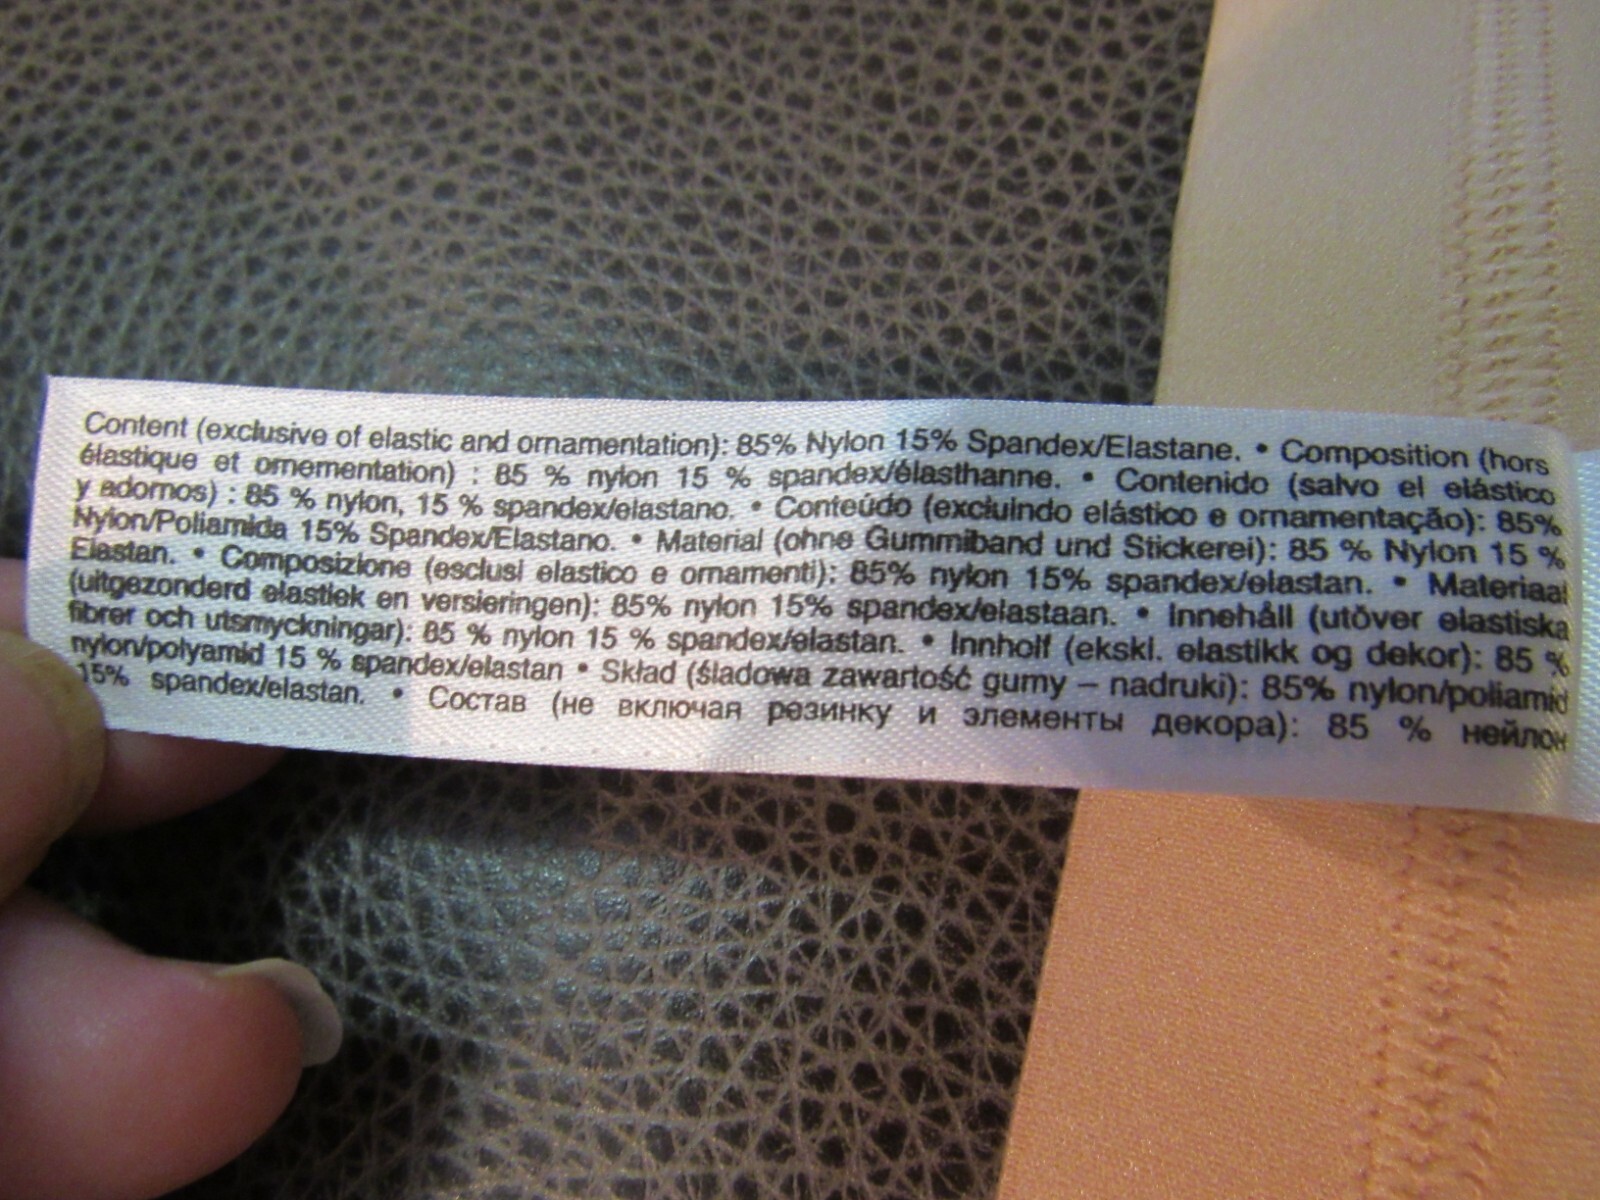 Content (exclusive of elastic and ornamentation): 85% Nylon 15% Spandex/Elastane. • Composition (hors
élastique et ornementation) : 85 % nylon 15 % spandex/élasthanne. • Contenido (salvo el elástico
y adornos) : 85 % nylon, 15 % spandex/elastano. • Conteúdo (excluindo elástico e ornamentação): 85%
Nylon/Poliamida 15% Spandex/Elastano. • Material (ohne Gummiband und Stickerei): 85 % Nylon 15 %
Elastan. • Composizione (esclusi elastico e ornamenti): 85% nylon 15% spandex/elastan. • Materiaal
(uitgezonderd elastiek en versieringen): 85% nylon 15% spandex/elastaan. • Innehåll (utöver elastiska
fibrer och utsmyckningar): 85 % nylon 15 % spandex/elastan. • Innholf (ekskl. elastikk og dekor): 85 %
nylon/polyamid 15 % spandex/elastan • Skład (śladowa zawartość gumy – nadruki): 85% nylon/poliamid
15% spandex/elastan. • Состав (не включая резинку и элементы декора): 85 % нейлон